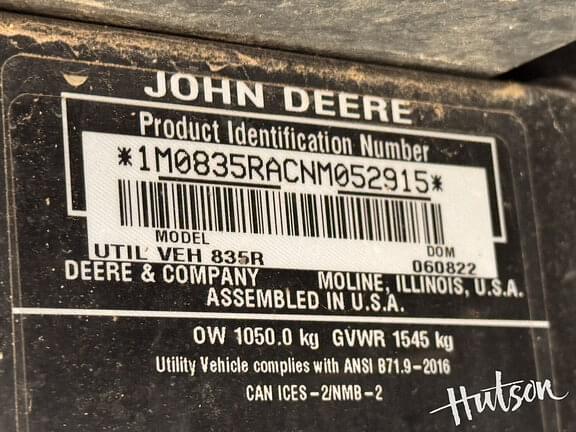 JOHN DEERE
Product Identification Number
*1M0835RACNM052915*
MODEL DOM
UTIL VEH 835R 060822
DEERE & COMPANY MOLINE, ILLINOIS, U.S.A.
ASSEMBLED IN U.S.A.
OW 1050.0 kg GVWR 1545 kg
Utility Vehicle complies with ANSI B71.9-2016
CAN ICES-2/NMB-2
Hutson